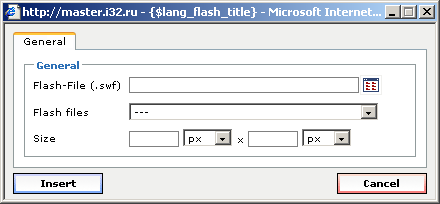 http://master.i32.ru - {$lang_flash_title} - Microsoft Internet...
General
General
Flash-File (.swf)
Flash files ---
Size px x px
Insert Cancel